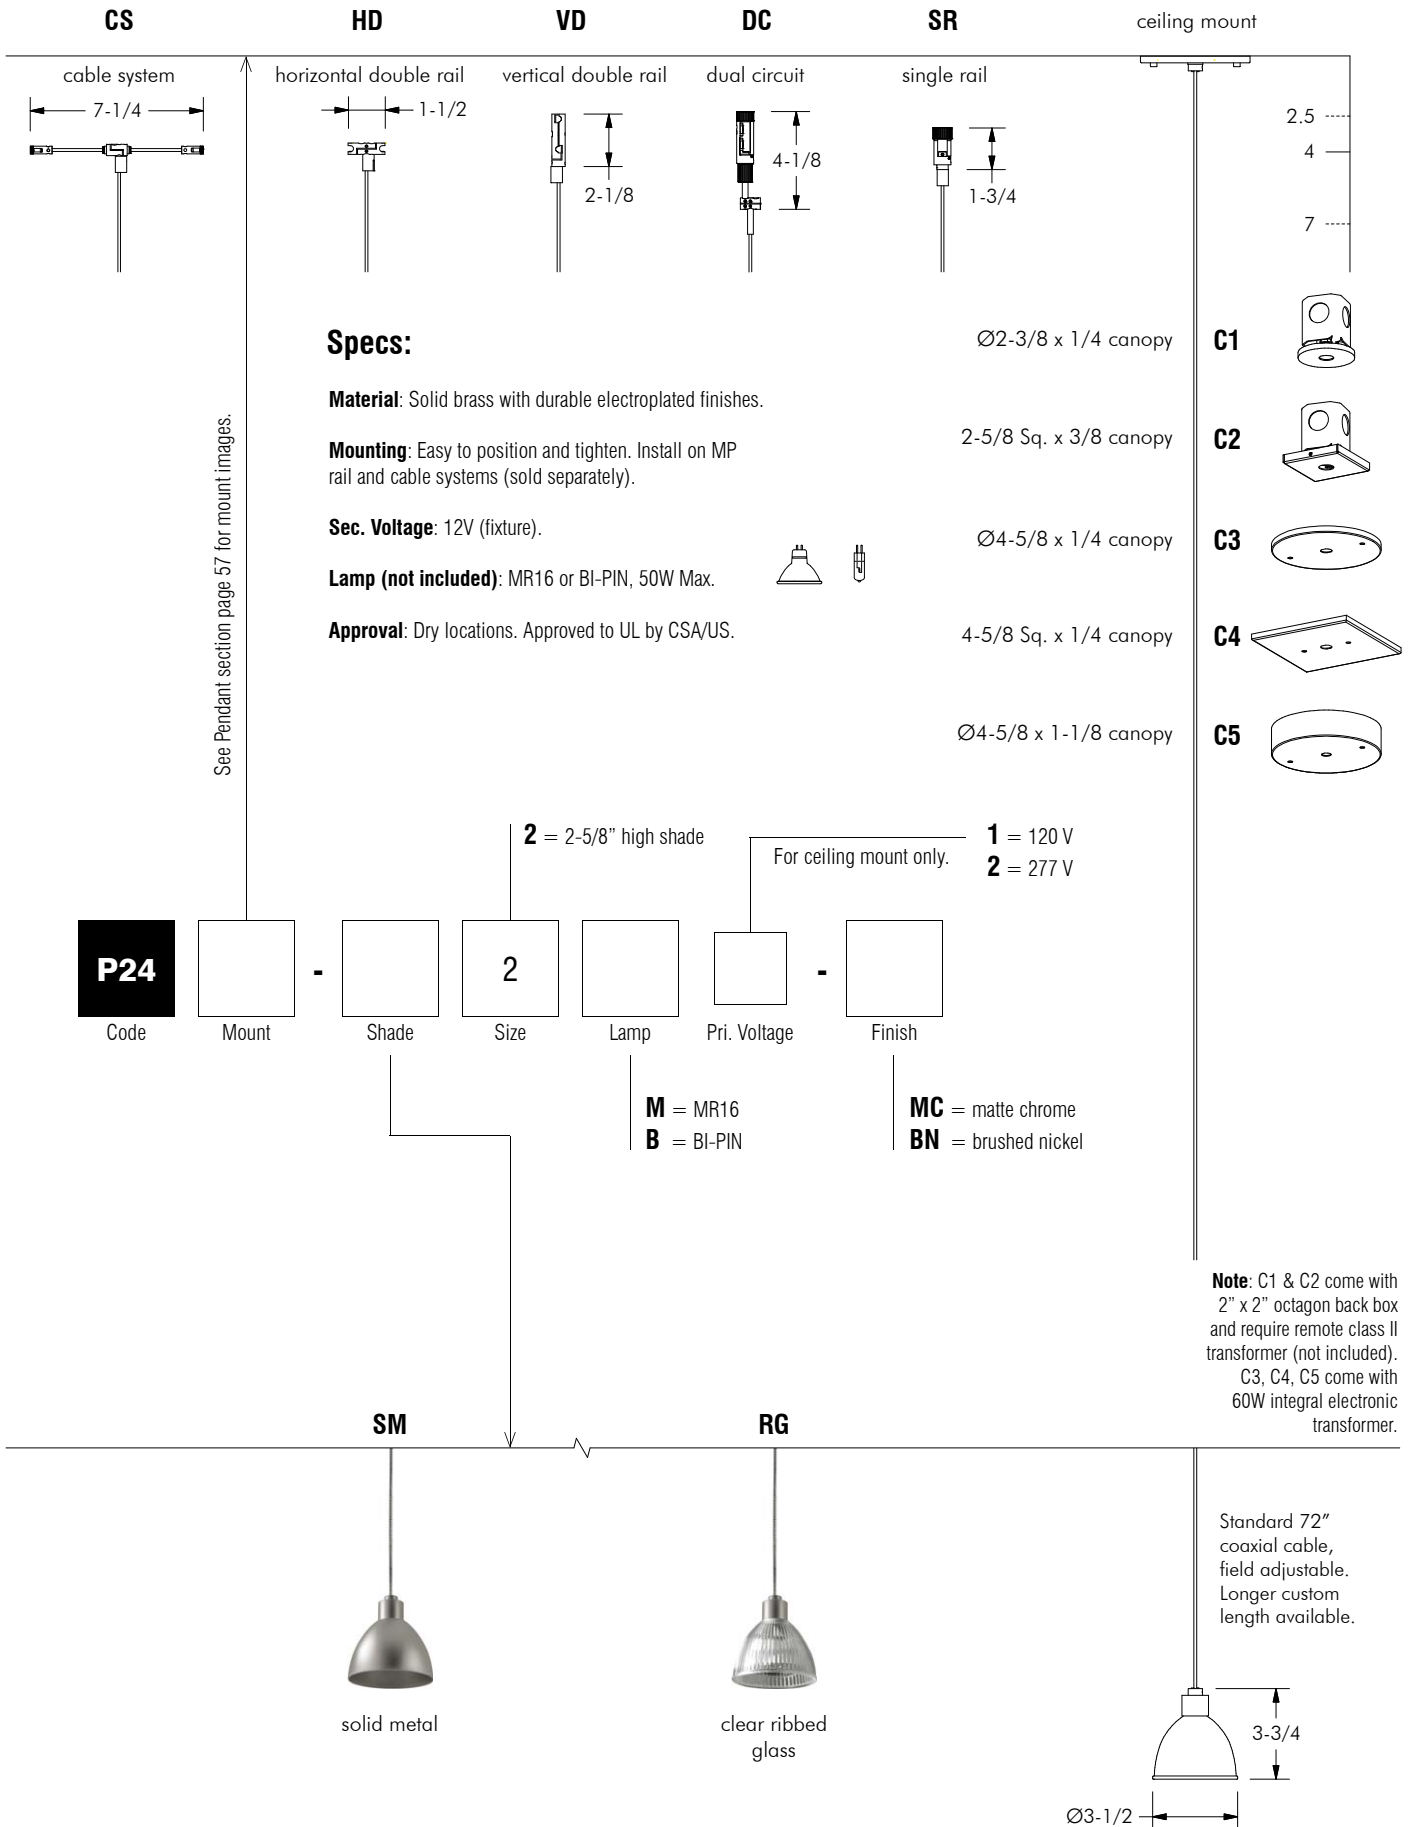 CS
HD
VD
DC
SR
ceiling mount
cable system
horizontal double rail
vertical double rail
dual circuit
single rail
7-1/4
1-1/2
2-1/8
4-1/8
1-3/4
2.5
4
7
See Pendant section page 57 for mount images.
Specs:
Material: Solid brass with durable electroplated finishes.
Mounting: Easy to position and tighten. Install on MP
rail and cable systems (sold separately).
Sec. Voltage: 12V (fixture).
Lamp (not included): MR16 or BI-PIN, 50W Max.
Approval: Dry locations. Approved to UL by CSA/US.
Ø2-3/8 x 1/4 canopy C1
2-5/8 Sq. x 3/8 canopy C2
Ø4-5/8 x 1/4 canopy C3
4-5/8 Sq. x 1/4 canopy C4
Ø4-5/8 x 1-1/8 canopy C5
2 = 2-5/8” high shade
For ceiling mount only.
1 = 120 V
2 = 277 V
P24 - 2 -
Code Mount Shade Size Lamp Pri. Voltage Finish
M = MR16
B = BI-PIN
MC = matte chrome
BN = brushed nickel
Note: C1 & C2 come with
2” x 2” octagon back box
and require remote class II
transformer (not included).
C3, C4, C5 come with
60W integral electronic
transformer.
SM
RG
solid metal
clear ribbed
glass
Standard 72”
coaxial cable,
field adjustable.
Longer custom
length available.
3-3/4
Ø3-1/2